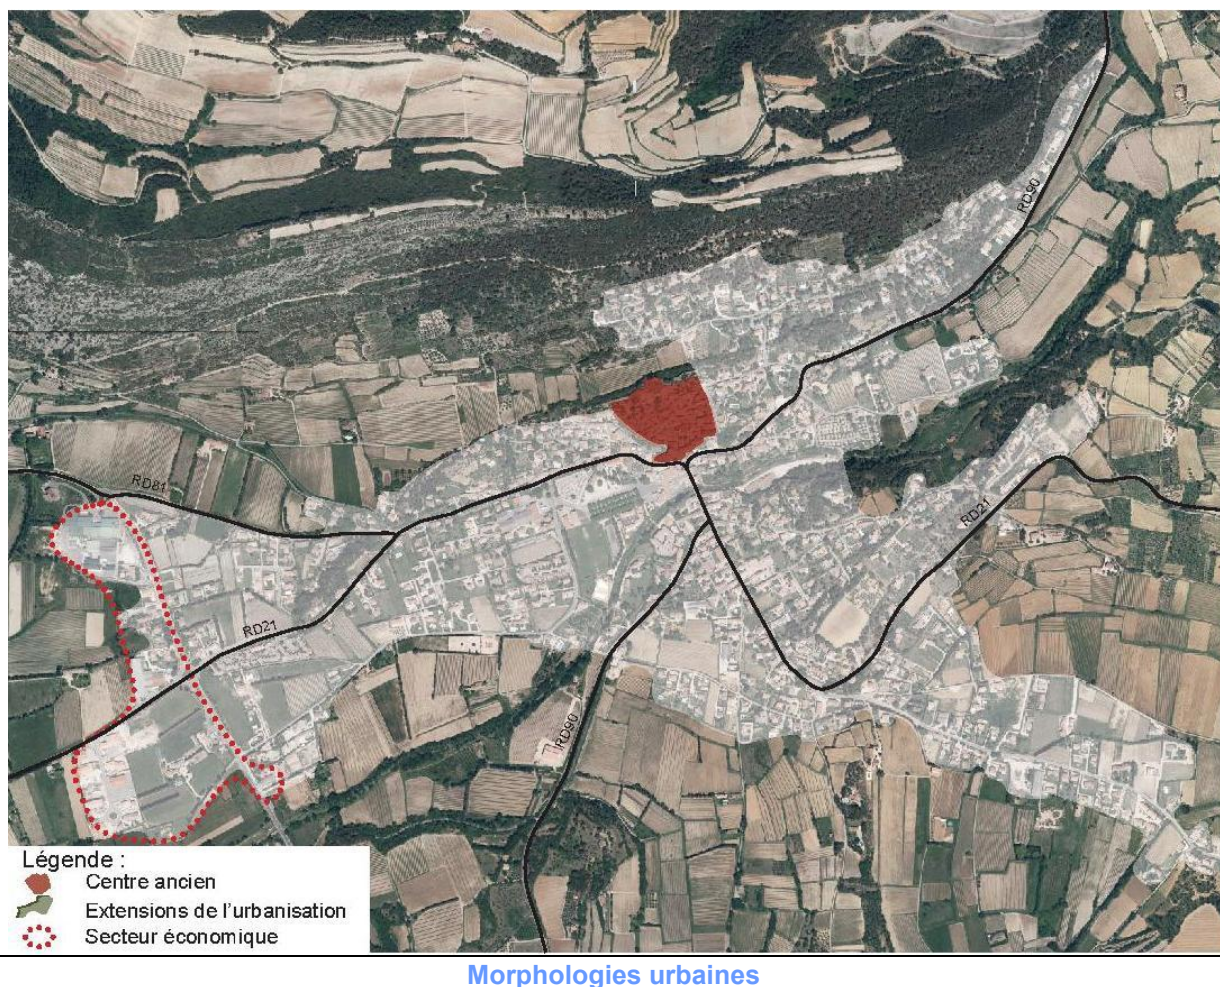 RD90
RD81
RD21
RD21
RD90
Légende :
Centre ancien
Extensions de l'urbanisation
Secteur économique
Morphologies urbaines